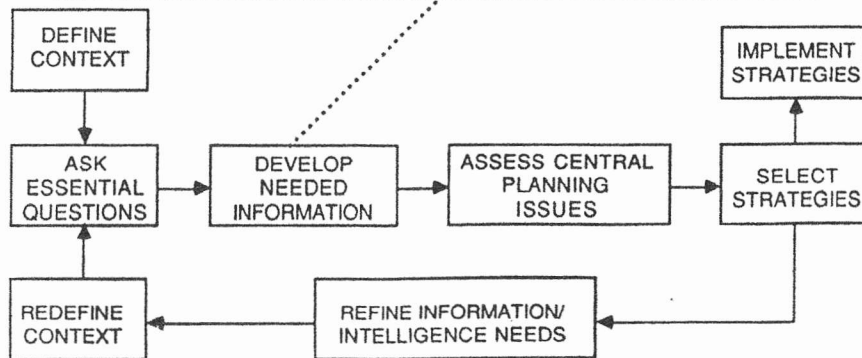 DEFINE
CONTEXT
IMPLEMENT
STRATEGIES
ASK
ESSENTIAL
QUESTIONS
DEVELOP
NEEDED
INFORMATION
ASSESS CENTRAL
PLANNING
ISSUES
SELECT
STRATEGIES
REDEFINE
CONTEXT
REFINE INFORMATION/
INTELLIGENCE NEEDS